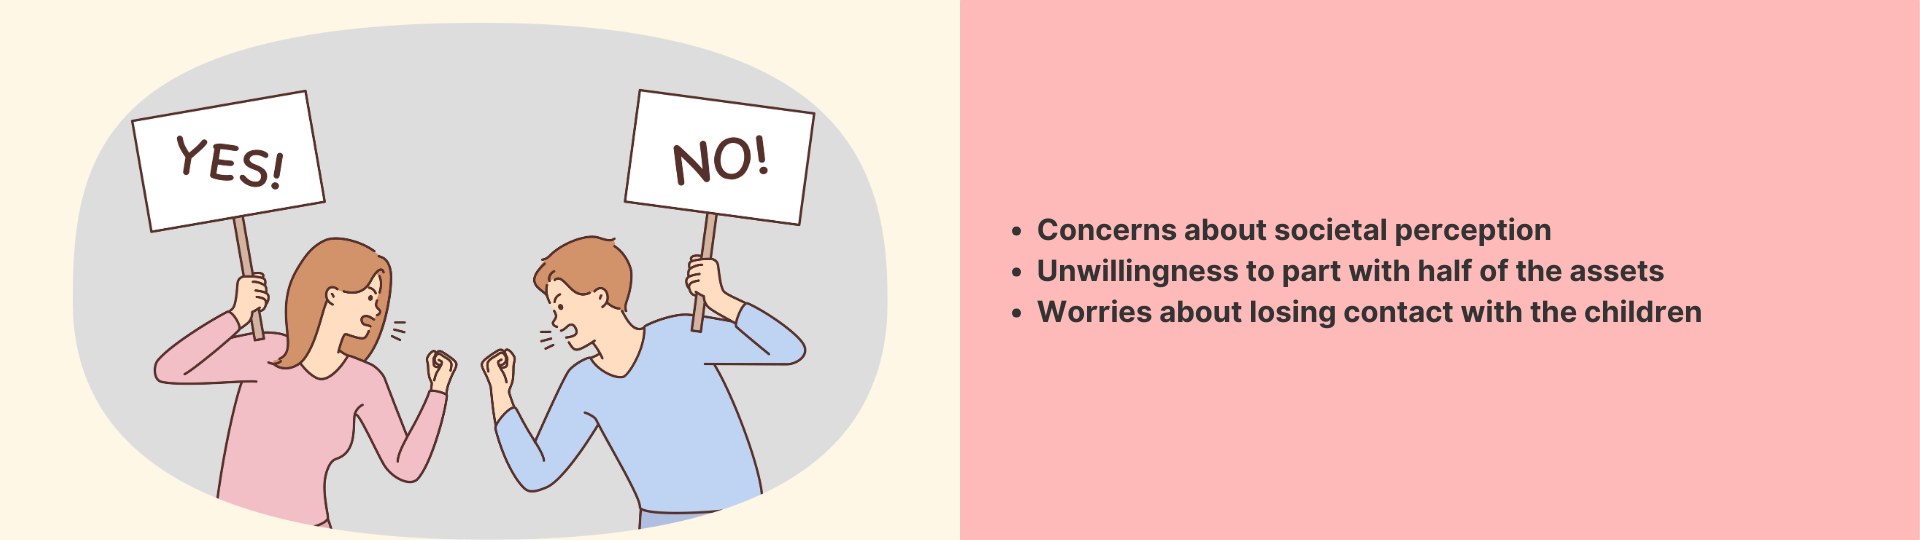 YES!
NO!
• Concerns about societal perception
• Unwillingness to part with half of the assets
• Worries about losing contact with the children